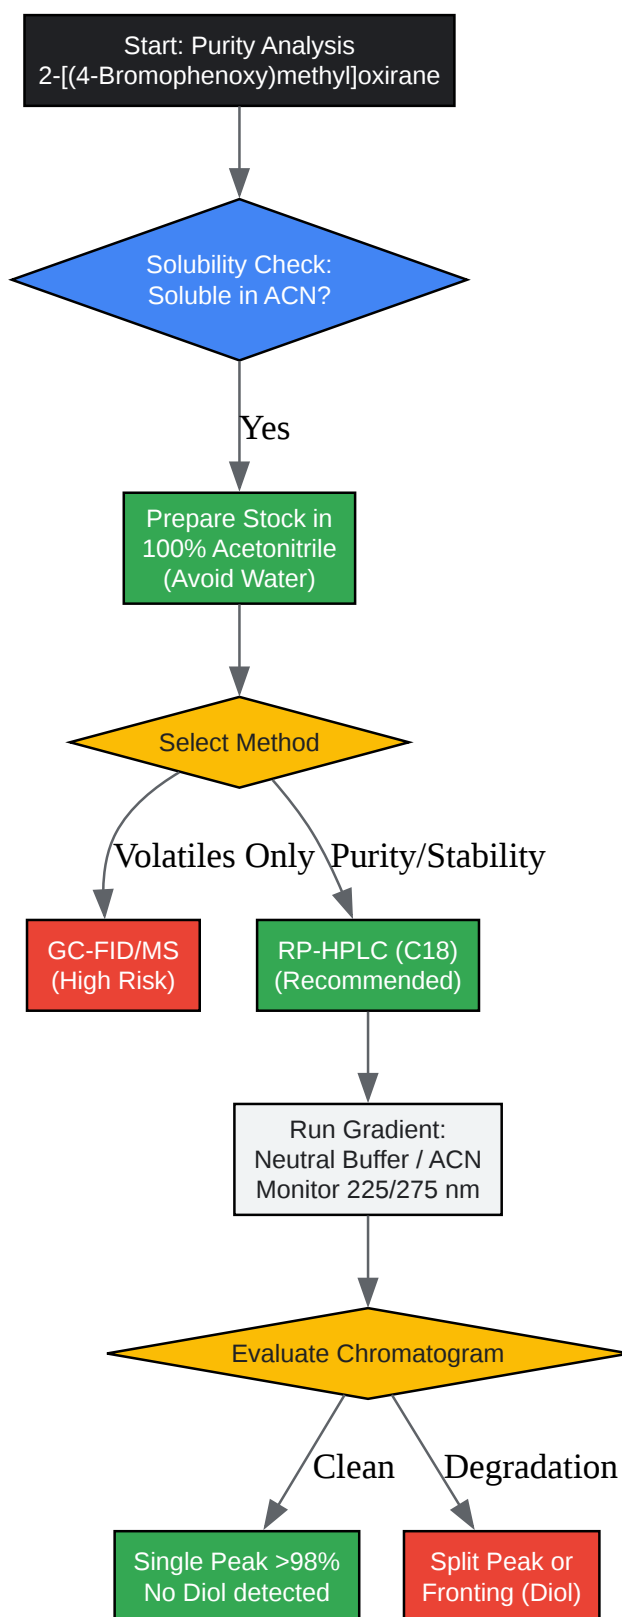 Start: Purity Analysis
2-[(4-Bromophenoxy)methyl]oxirane
Solubility Check:
Soluble in ACN?
Yes
Prepare Stock in
100% Acetonitrile
(Avoid Water)
Select Method
Volatiles Only
Purity/Stability
GC-FID/MS
(High Risk)
RP-HPLC (C18)
(Recommended)
Run Gradient:
Neutral Buffer / ACN
Monitor 225/275 nm
Evaluate Chromatogram
Clean
Degradation
Single Peak >98%
No Diol detected
Split Peak or
Fronting (Diol)